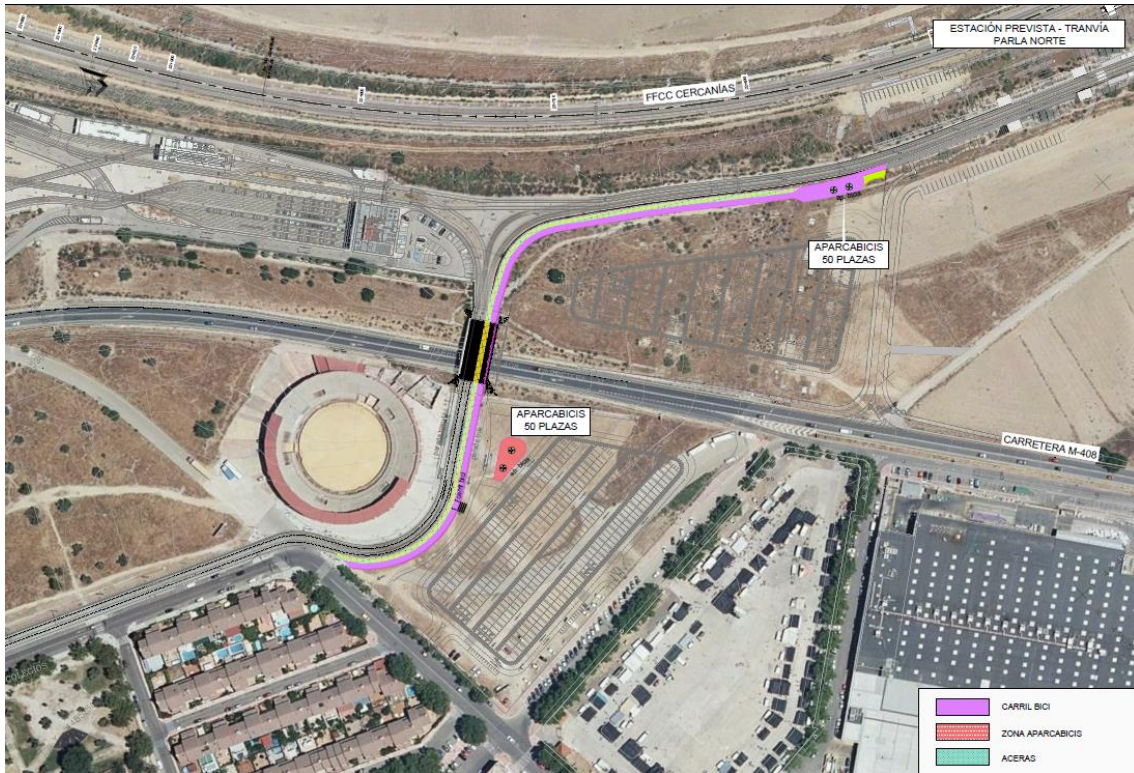 ESTACIÓN PREVISTA - TRANVÍA
PARLA NORTE
FFCC CERCANÍAS
APARCABICIS
50 PLAZAS
APARCABICIS
50 PLAZAS
CARRETERA M-408
CARRIL BICI
ZONA APARCABICIS
ACERAS